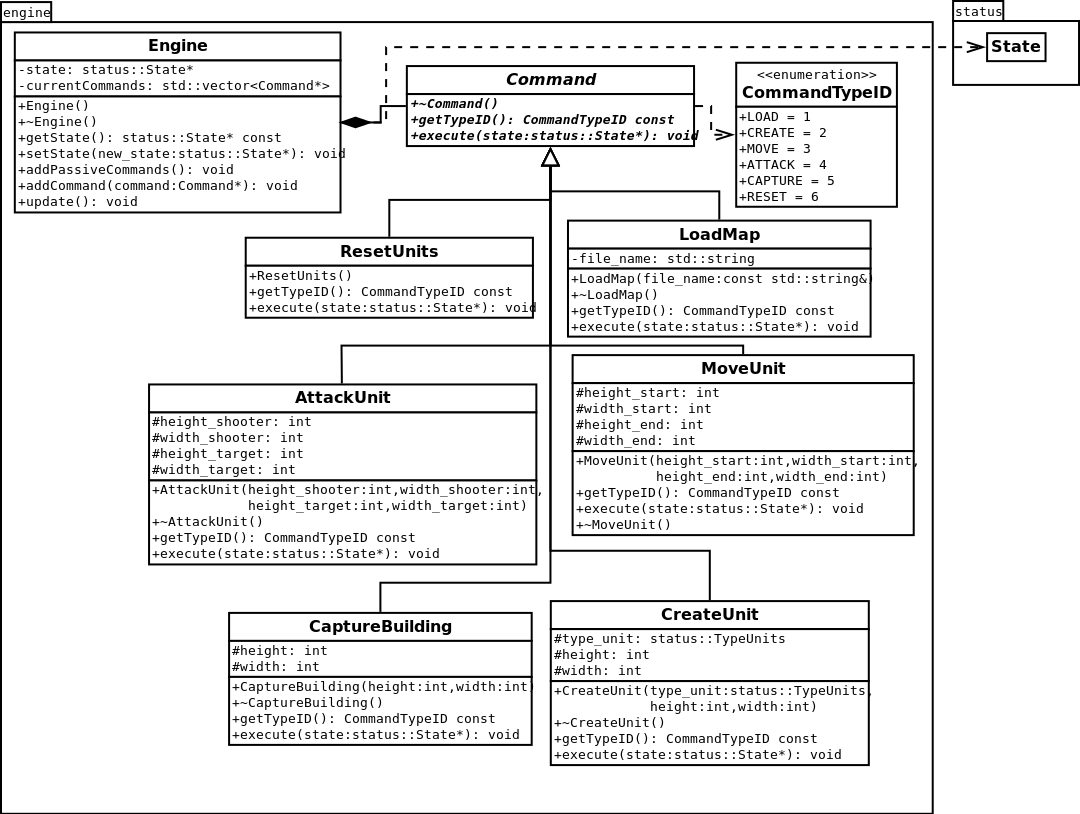 engine
status
State
Engine
-state: status::State*
-currentCommands: std::vector<Command*>
+Engine()
+~Engine()
+getState(): status::State* const
+setState(new_state:status::State*): void
+addPassiveCommands(): void
+addCommand(command:Command*): void
+update(): void
Command
+~Command()
+getTypeID(): CommandTypeID const
+execute(state:status::State*): void
<<enumeration>>
CommandTypeID
+LOAD = 1
+CREATE = 2
+MOVE = 3
+ATTACK = 4
+CAPTURE = 5
+RESET = 6
ResetUnits
+ResetUnits()
+getTypeID(): CommandTypeID const
+execute(state:status::State*): void
LoadMap
-file_name: std::string
+LoadMap(file_name:const std::string&)
+~LoadMap()
+getTypeID(): CommandTypeID const
+execute(state:status::State*): void
AttackUnit
#height_shooter: int
#width_shooter: int
#height_target: int
#width_target: int
+AttackUnit(height_shooter:int,width_shooter:int,
height_target:int,width_target:int)
+~AttackUnit()
+getTypeID(): CommandTypeID const
+execute(state:status::State*): void
MoveUnit
#height_start: int
#width_start: int
#height_end: int
#width_end: int
+MoveUnit(height_start:int,width_start:int,
height_end:int,width_end:int)
+getTypeID(): CommandTypeID const
+execute(state:status::State*): void
+~MoveUnit()
CaptureBuilding
#height: int
#width: int
+CaptureBuilding(height:int,width:int)
+~CaptureBuilding()
+getTypeID(): CommandTypeID const
+execute(state:status::State*): void
CreateUnit
#type_unit: status::TypeUnits
#height: int
#width: int
+CreateUnit(type_unit:status::TypeUnits,
height:int,width:int)
+~CreateUnit()
+getTypeID(): CommandTypeID const
+execute(state:status::State*): void